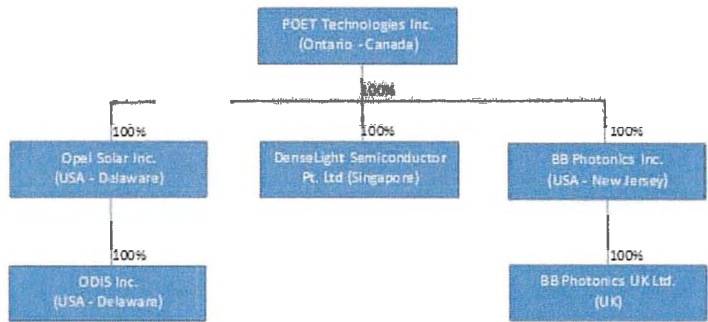 POET Technologies Inc.
(Ontario - Canada)
100%
100%
100%
100%
Opel Solar Inc.
(USA - Delaware)
DenseLight Semiconductor
Pt. Ltd (Singapore)
BB Photonics Inc.
(USA - New Jersey)
100%
100%
ODIS Inc.
(USA - Delaware)
BB Photonics UK Ltd.
(UK)